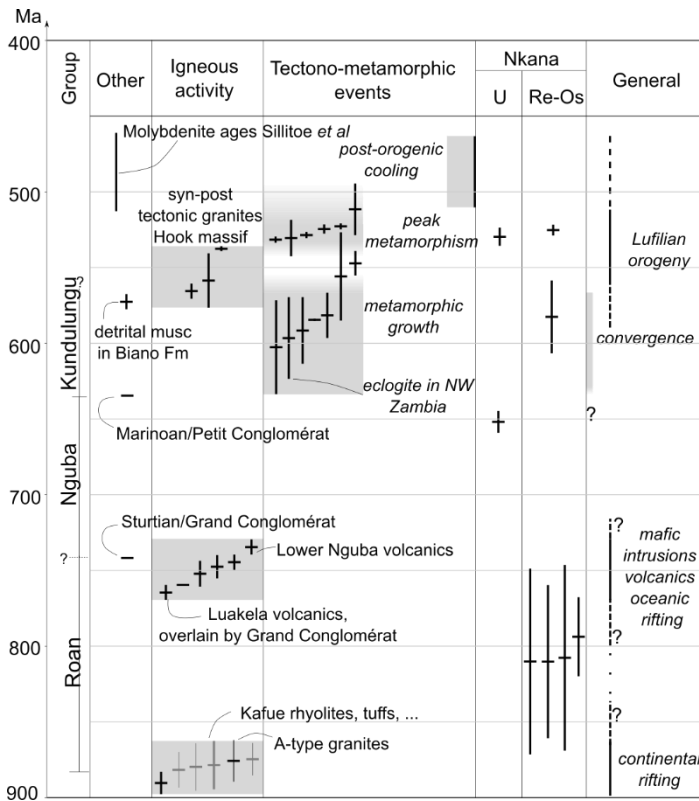 Ma
400
500
600
700
800
900
Group
Other
Igneous
activity
Tectono-metamorphic
events
Nkana
U
Re-Os
General
Kundulungu
?
Nguba
?
Roan
Molybdenite ages Sillitoe et al
syn-post
tectonic granites
Hook massif
detrital musc
in Biano Fm
Marinoan/Petit Conglomérat
Sturtian/Grand Conglomérat
Lower Nguba volcanics
Luakela volcanics,
overlain by Grand Conglomérat
Kafue rhyolites, tuffs, ...
A-type granites
post-orogenic
cooling
peak
metamorphism
metamorphic
growth
eclogite in NW
Zambia
Lufilian
orogeny
convergence
?
?
mafic
intrusions
volcanics
oceanic
rifting
?
?
continental
rifting